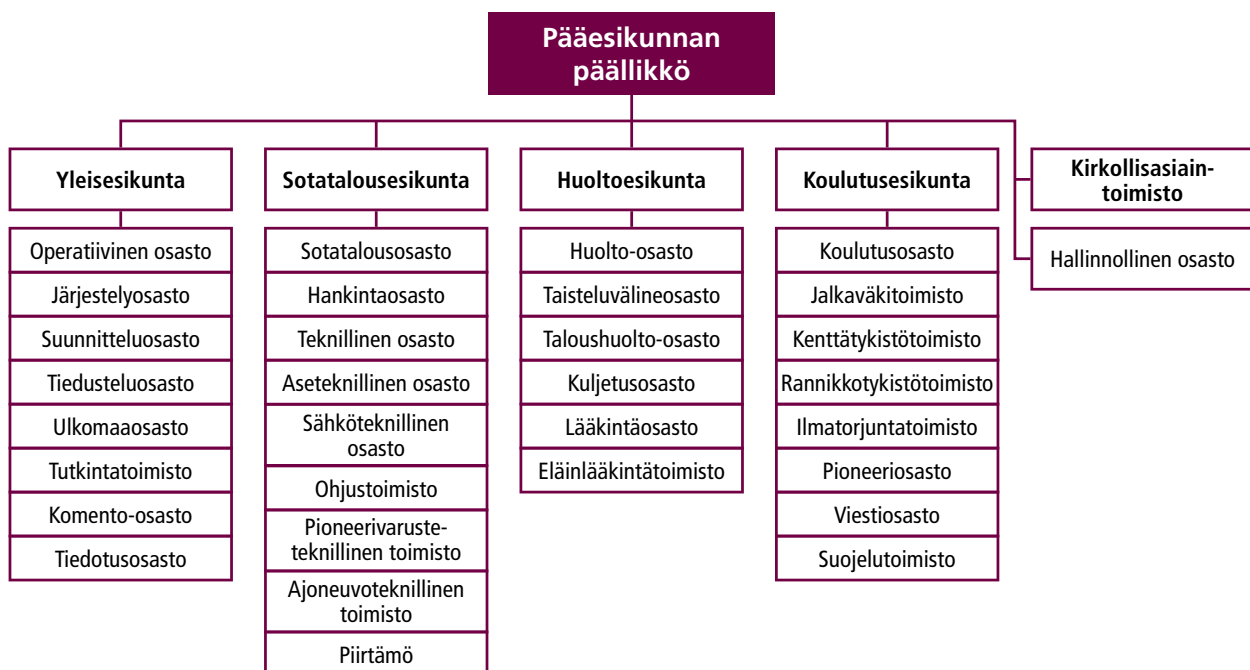 Pääesikunnan
päällikkö
Yleisesikunta
Operatiivinen osasto
Järjestelyosasto
Suunnitteluosasto
Tiedusteluosasto
Ulkomaaosasto
Tutkintatoimisto
Komento-osasto
Tiedotusosasto
Sotatalousesikunta
Sotatalousosasto
Hankintaosasto
Teknillinen osasto
Aseteknillinen osasto
Sähköteknillinen
osasto
Ohjustoimisto
Pioneerivaruste-
teknillinen toimisto
Ajoneuvoteknillinen
toimisto
Piirtämö
Huoltoesikunta
Huolto-osasto
Taisteluvälineosasto
Taloushuolto-osasto
Kuljetusosasto
Lääkintäosasto
Eläinlääkintätoimisto
Koulutusesikunta
Koulutusosasto
Jalkaväkitoimisto
Kenttätykistötoimisto
Rannikkotykistötoimisto
Ilmatorjuntatoimisto
Pioneeriosasto
Viestiosasto
Suojelutoimisto
Kirkollisasiain-
toimisto
Hallinnollinen osasto